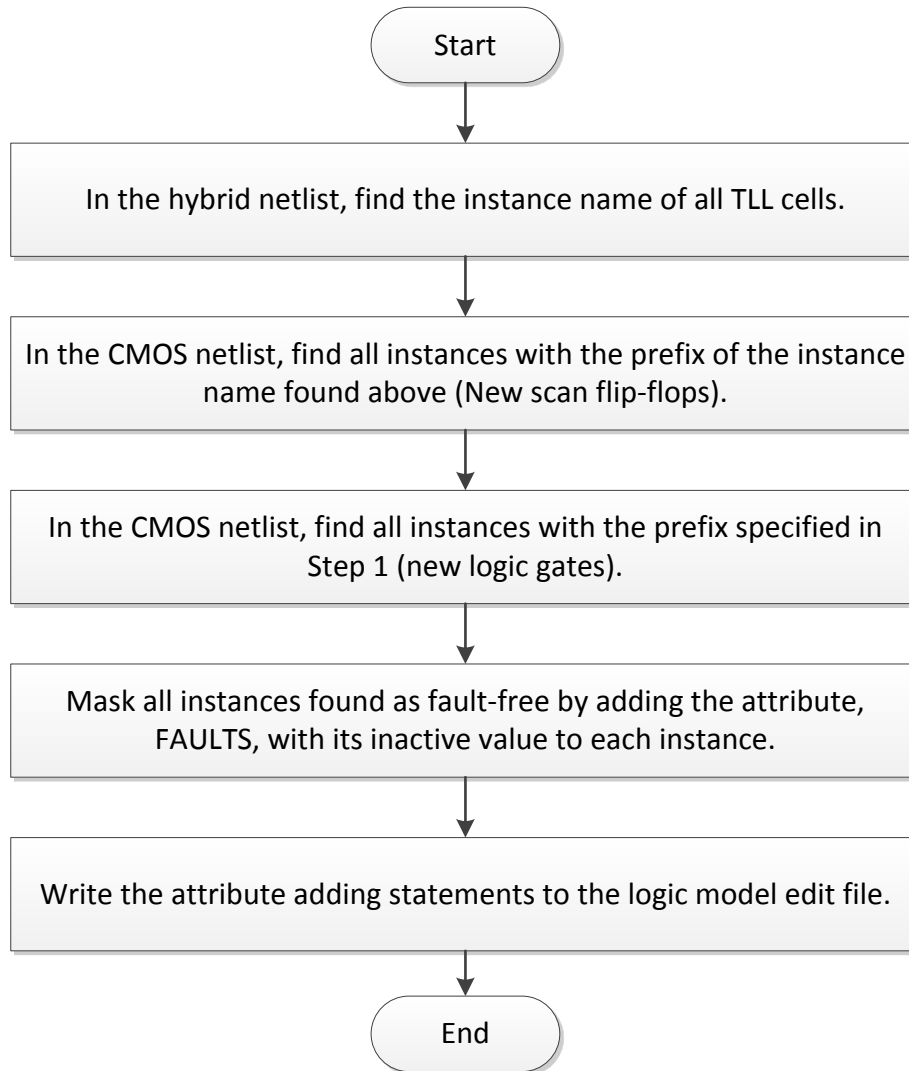 Start
In the hybrid netlist, find the instance name of all TLL cells.
In the CMOS netlist, find all instances with the prefix of the instance
name found above (New scan flip-flops).
In the CMOS netlist, find all instances with the prefix specified in
Step 1 (new logic gates).
Mask all instances found as fault-free by adding the attribute,
FAULTS, with its inactive value to each instance.
Write the attribute adding statements to the logic model edit file.
End